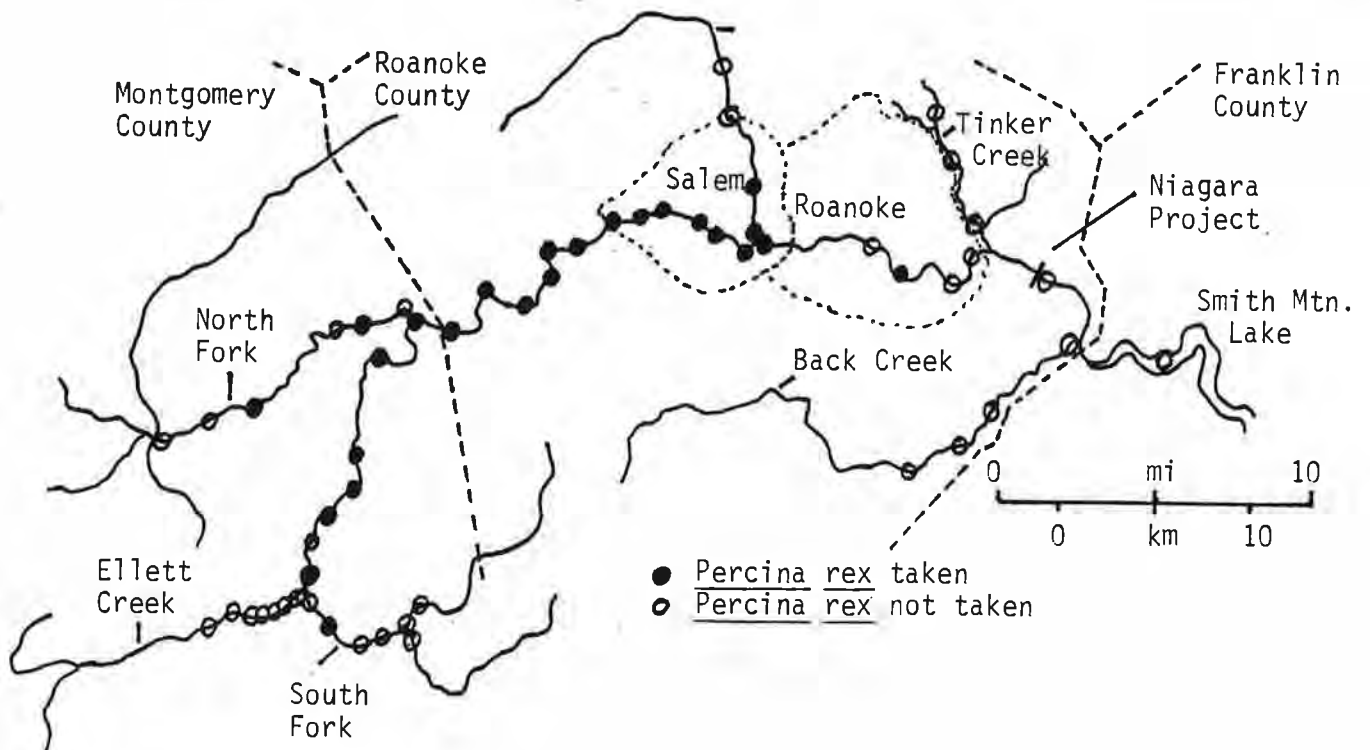 Montgomery
County
Roanoke
County
Franklin
County
Tinker
Creek
Salem
Roanoke
Niagara
Project
North
Fork
Smith Mtn.
Lake
Back Creek
0 mi 10
0 km 10
Ellett
Creek
South
Fork
Percina rex taken
Percina rex not taken